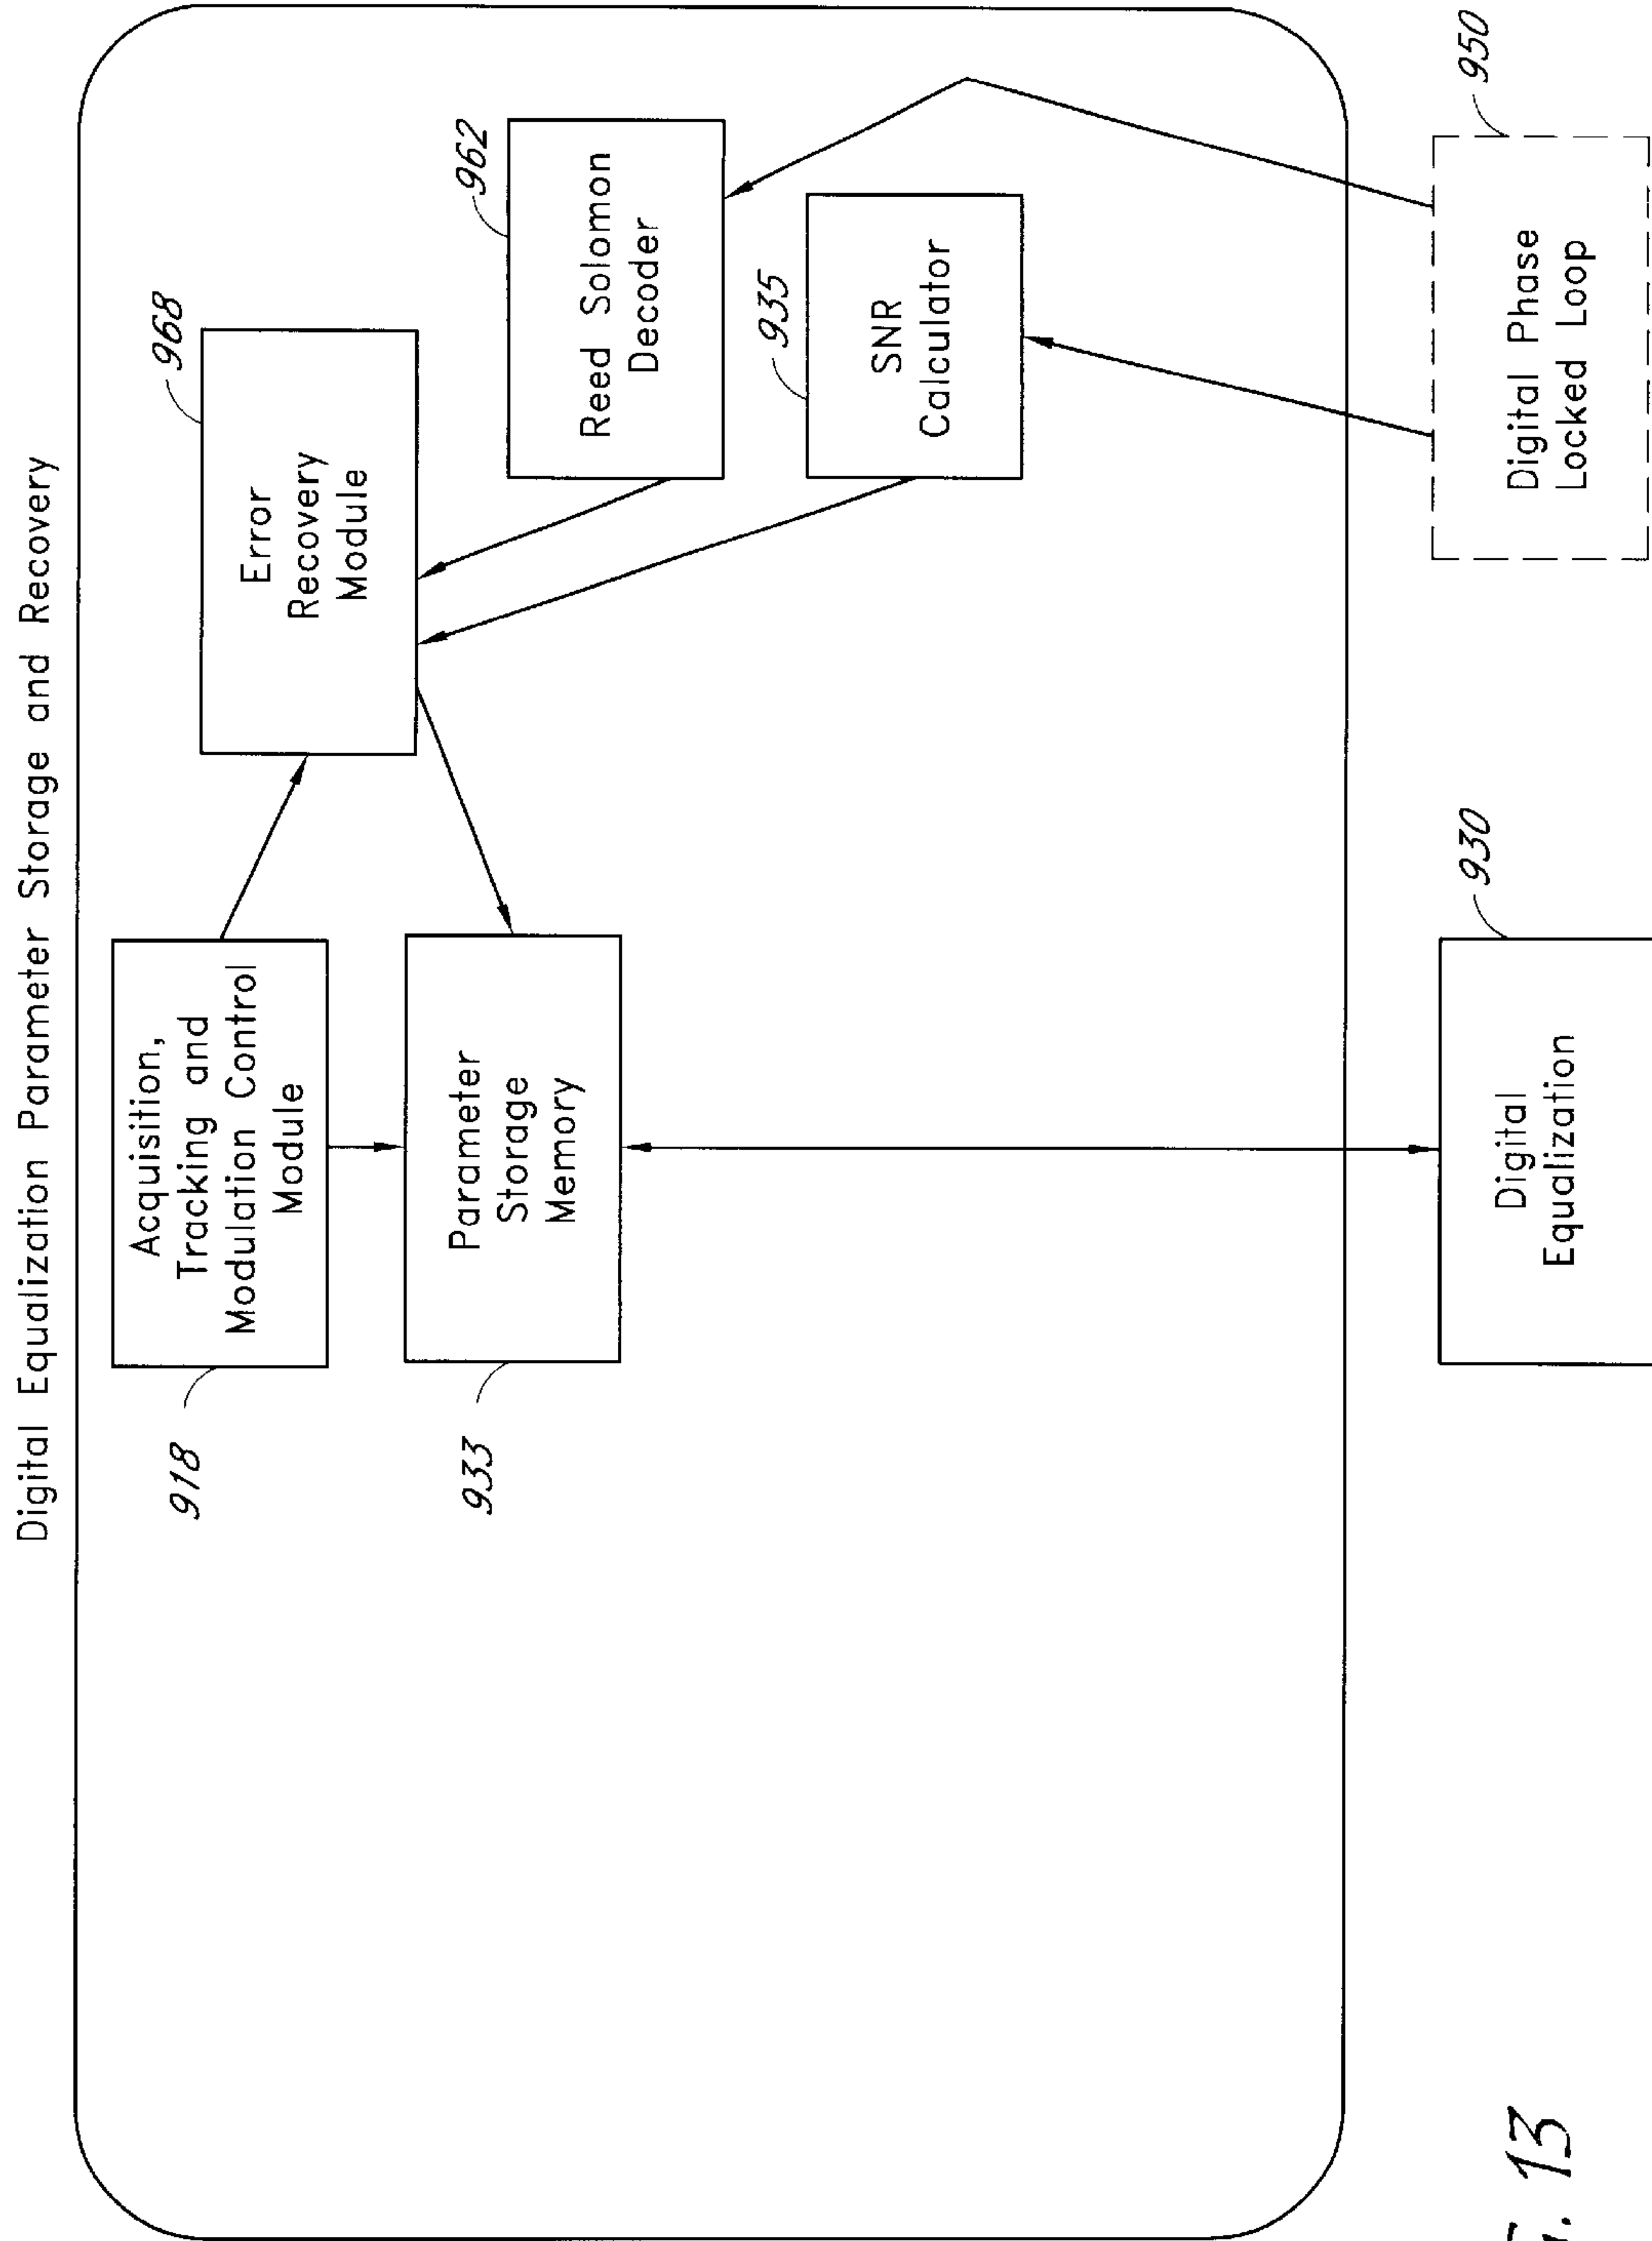 Digital Equalization Parameter Storage and Recovery
918
Acquisition,
Tracking and
Modulation Control
Module
968
Error
Recovery
Module
933
Parameter
Storage
Memory
962
Reed Solomon
Decoder
935
SNR
Calculator
930
Digital
Equalization
950
Digital Phase
Locked Loop
13